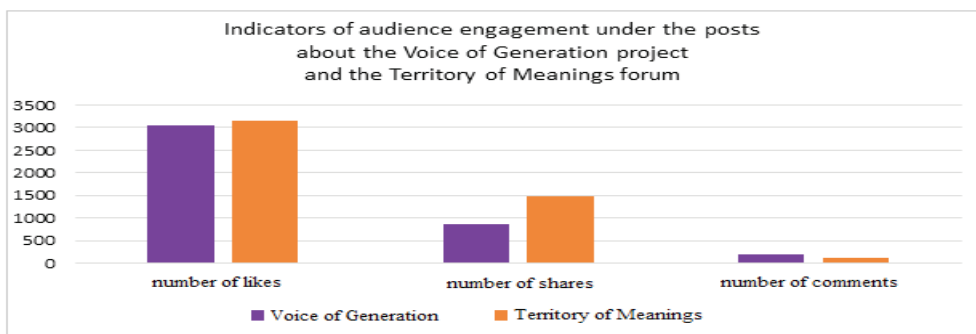 Indicators of audience engagement under the posts
about the Voice of Generation project
and the Territory of Meanings forum
3500
3000
2500
2000
1500
1000
500
0
number of likes
number of shares
number of comments
Voice of Generation
Territory of Meanings